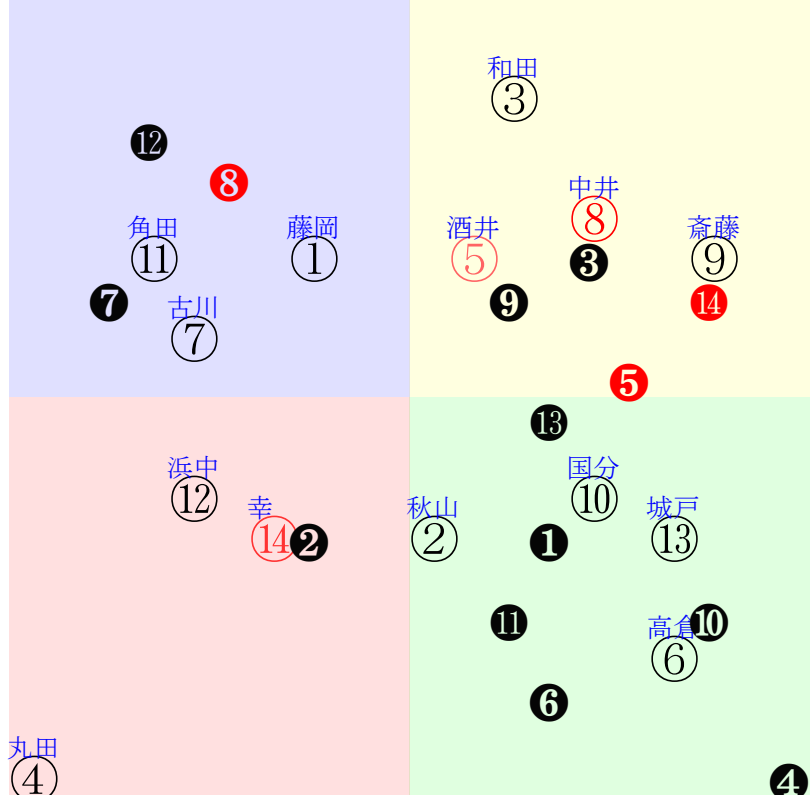 和田
③
⓬
❽
中井
⑧
角田
⑪
藤岡
①
酒井
⑤
❸
斎藤
⑨
❼
❾
⓮
古川
⑦
❺
⓭
浜中
⑫
国分
⑩
幸
⑭
❷
秋山
②
❶
城戸
⑬
⓫
高倉
❿
⑥
❻
丸田
④
❹